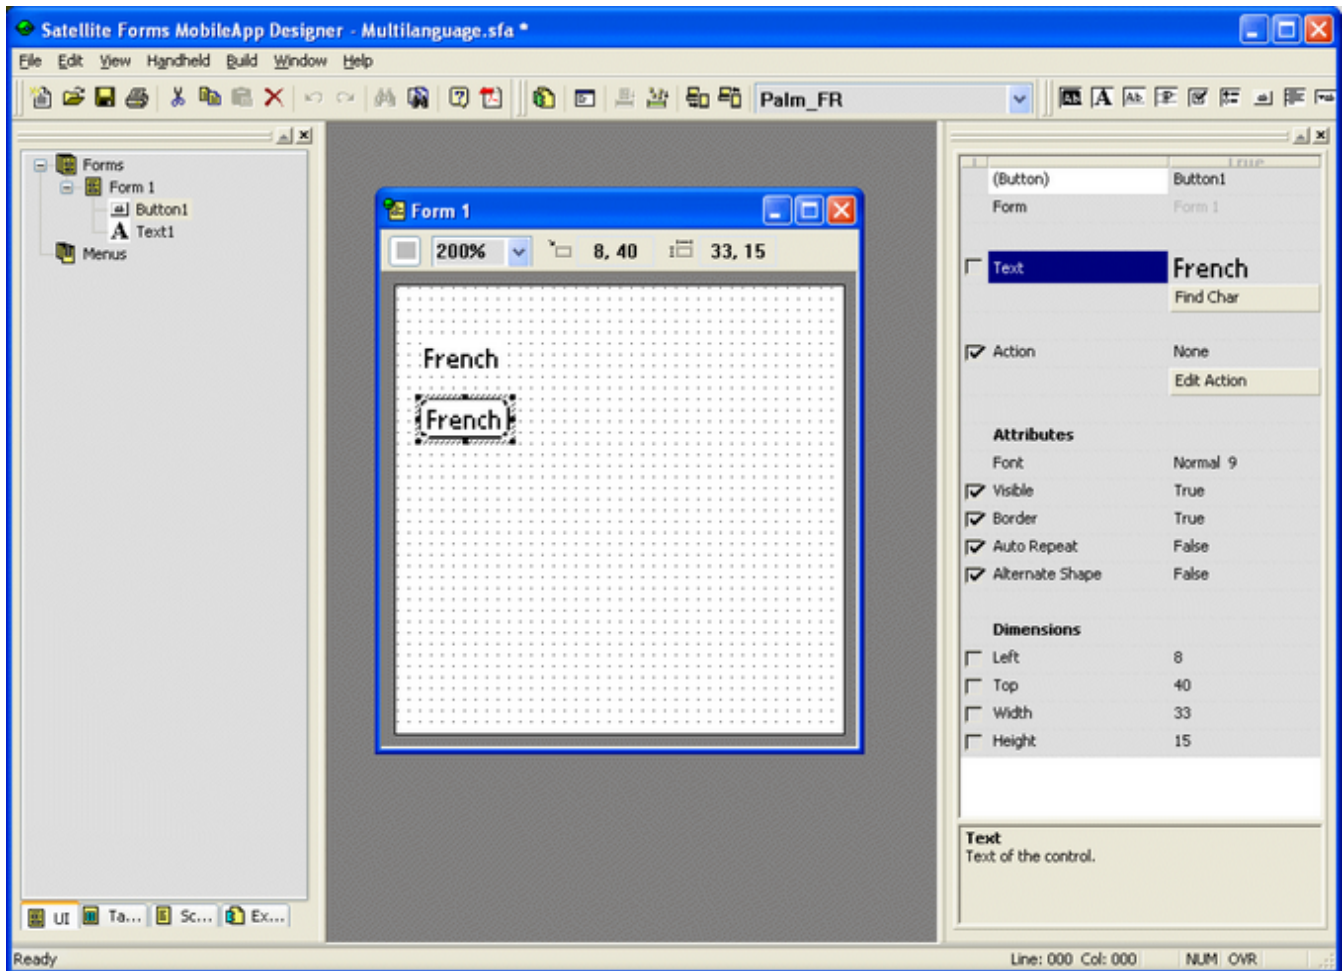 Satellite Forms MobileApp Designer - Multilanguage.sfa *
File Edit View Handheld Build Window Help
Palm_FR
Forms
Form 1
Button1
Text1
Menus
Form 1
200% 8, 40 33, 15
French
French
True
(Button) Button1
Form Form 1
Text French
Find Char
Action None
Edit Action
Attributes
Font Normal 9
Visible True
Border True
Auto Repeat False
Alternate Shape False
Dimensions
Left 8
Top 40
Width 33
Height 15
Text
Text of the control.
UI Ta... Sc... Ex...
Ready Line: 000 Col: 000 NUM OVR